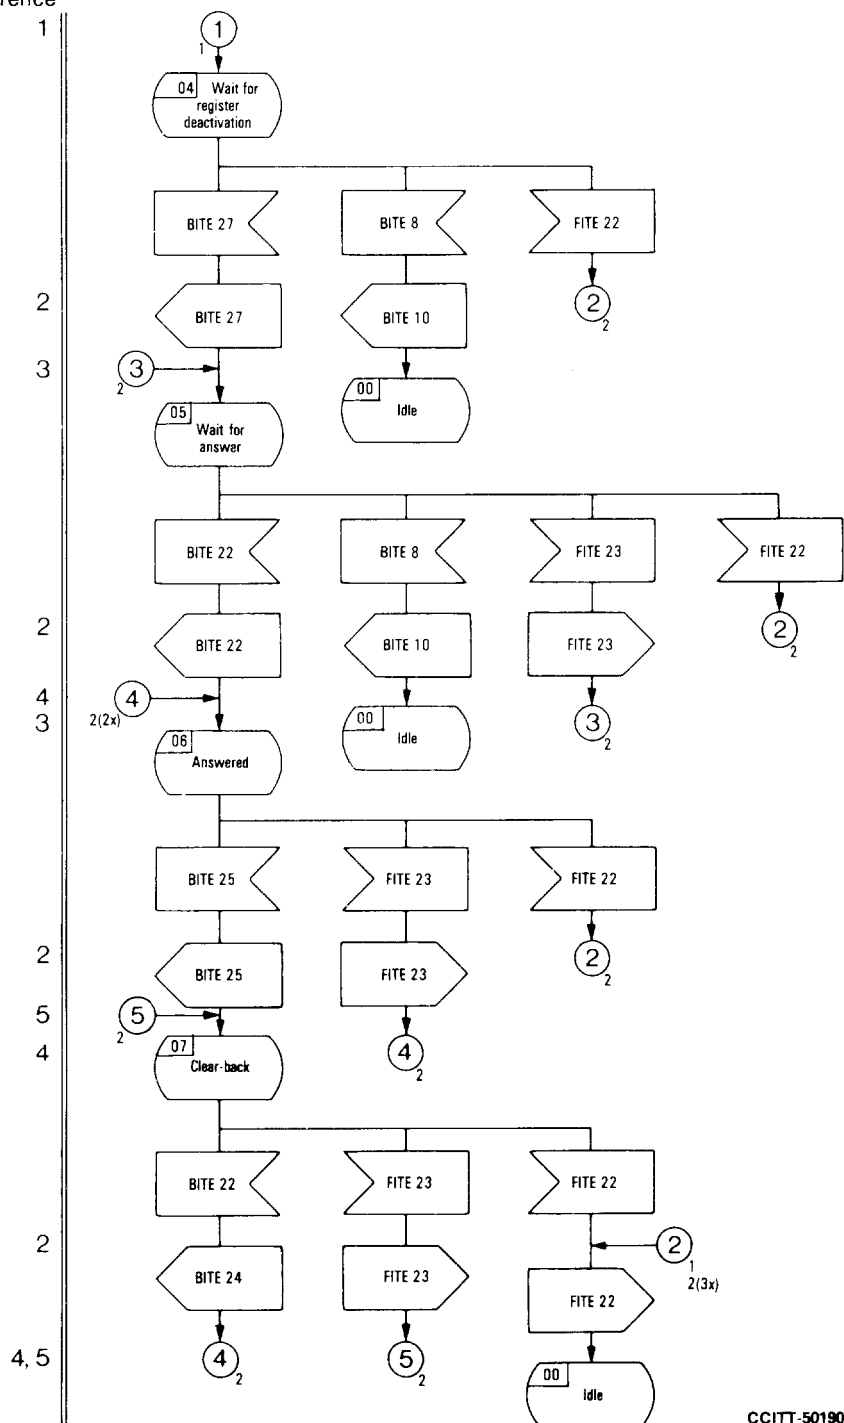 rence
1
1
1
04 Wait for
register
deactivation
BITE 27
BITE 8
FITE 22
2
BITE 27
BITE 10
2
2
3
3
2
00
Idle
05
Wait for
answer
BITE 22
BITE 8
FITE 23
FITE 22
2
BITE 22
BITE 10
FITE 23
2
2
4
4
3
2(2x)
00
Idle
3
2
06
Answered
BITE 25
FITE 23
FITE 22
2
BITE 25
FITE 23
2
2
5
5
2
4
07
Clear-back
4
2
BITE 22
FITE 23
FITE 22
2
2
1
2(3x)
BITE 24
FITE 23
FITE 22
4, 5
4
2
5
2
00
Idle
CCITT-50190